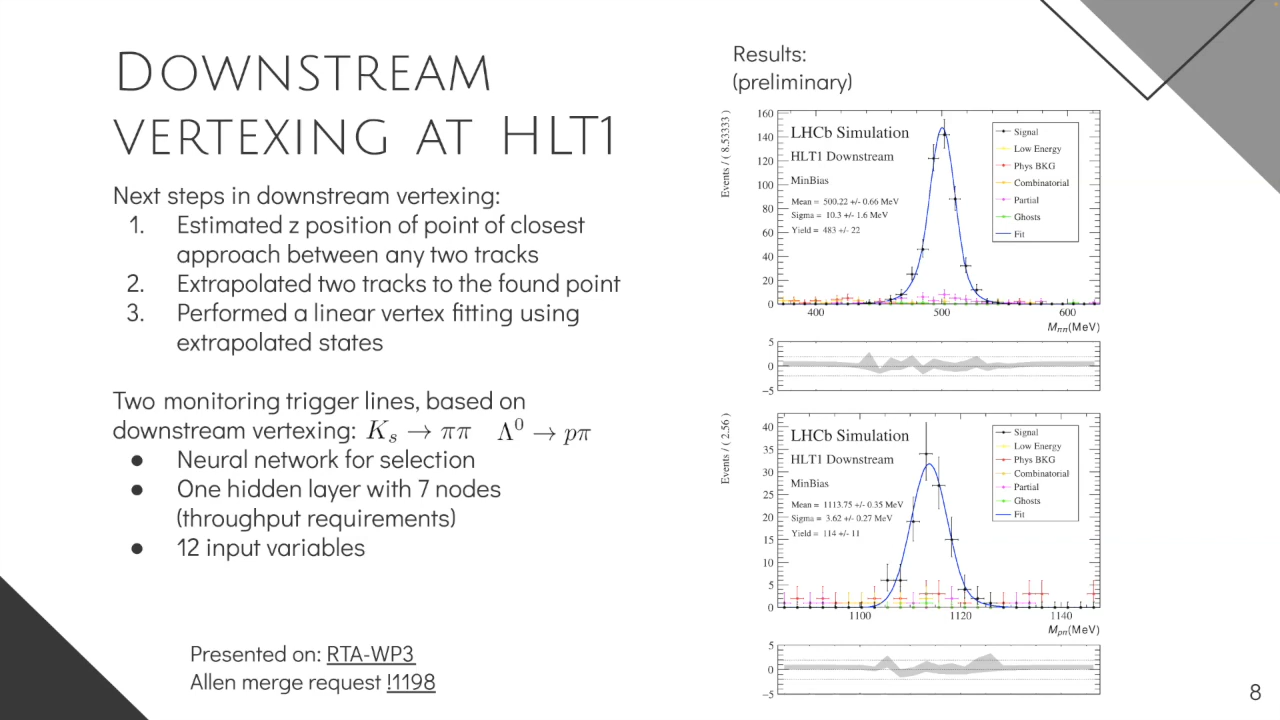 DOWNSTREAM
VERTEXING AT HLT1
Next steps in downstream vertexing:
1. Estimated z position of point of closest
approach between any two tracks
2. Extrapolated two tracks to the found point
3. Performed a linear vertex fitting using
extrapolated states
Two monitoring trigger lines, based on
downstream vertexing: K_s → ππ Λ⁰ → pπ
● Neural network for selection
● One hidden layer with 7 nodes
(throughput requirements)
● 12 input variables
Presented on: RTA-WP3
Allen merge request !1198
Results:
(preliminary)
Events / ( 8.53333 )
160
140
120
100
80
60
40
20
0
LHCb Simulation
HLT1 Downstream
MinBias
Mean = 500.22 +/- 0.66 MeV
Sigma = 10.3 +/- 1.6 MeV
Yield = 483 +/- 22
Signal
Low Energy
Phys BKG
Combinatorial
Partial
Ghosts
Fit
400 500 600
M_ππ(MeV)
5
0
−5
Events / ( 2.56 )
40
35
30
25
20
15
10
5
0
LHCb Simulation
HLT1 Downstream
MinBias
Mean = 1113.75 +/- 0.35 MeV
Sigma = 3.62 +/- 0.27 MeV
Yield = 114 +/- 11
Signal
Low Energy
Phys BKG
Combinatorial
Partial
Ghosts
Fit
1100 1120 1140
M_pπ(MeV)
5
0
−5
8